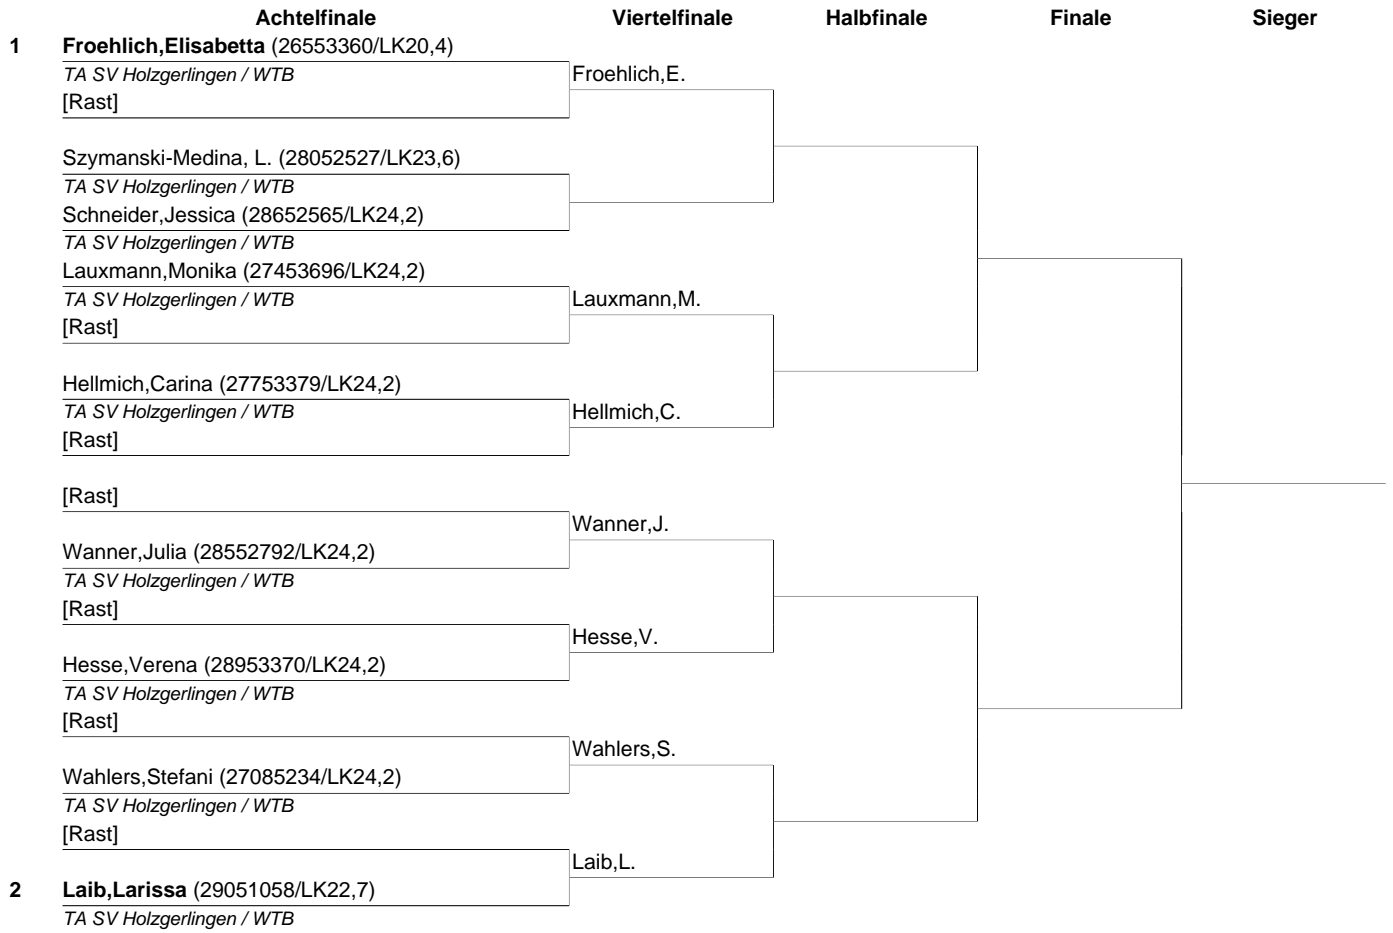 Achtelfinale Viertelfinale Halbfinale Finale Sieger
1 Froehlich,Elisabetta (26553360/LK20,4)
TA SV Holzgerlingen / WTB
Froehlich,E.
[Rast]
Szymanski-Medina, L. (28052527/LK23,6)
TA SV Holzgerlingen / WTB
Schneider,Jessica (28652565/LK24,2)
TA SV Holzgerlingen / WTB
Lauxmann,Monika (27453696/LK24,2)
TA SV Holzgerlingen / WTB
Lauxmann,M.
[Rast]
Hellmich,Carina (27753379/LK24,2)
TA SV Holzgerlingen / WTB
Hellmich,C.
[Rast]
[Rast]
Wanner,J.
Wanner,Julia (28552792/LK24,2)
TA SV Holzgerlingen / WTB
[Rast]
Hesse,V.
Hesse,Verena (28953370/LK24,2)
TA SV Holzgerlingen / WTB
[Rast]
Wahlers,S.
Wahlers,Stefani (27085234/LK24,2)
TA SV Holzgerlingen / WTB
[Rast]
Laib,L.
2 Laib,Larissa (29051058/LK22,7)
TA SV Holzgerlingen / WTB